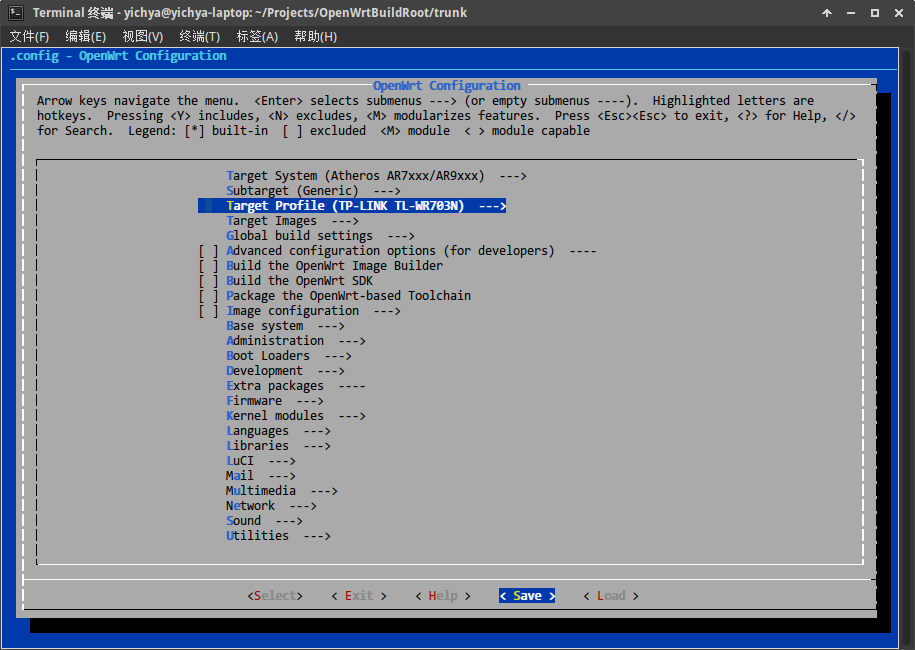 Terminal 终端 - yichya@yichya-laptop: ~/Projects/OpenWrtBuildRoot/trunk
文件(F) 编辑(E) 视图(V) 终端(T) 标签(A) 帮助(H)
.config - OpenWrt Configuration
OpenWrt Configuration
Arrow keys navigate the menu.  <Enter> selects submenus ---> (or empty submenus ----).  Highlighted letters are
hotkeys.  Pressing <Y> includes, <N> excludes, <M> modularizes features.  Press <Esc><Esc> to exit, <?> for Help, </>
for Search.  Legend: [*] built-in  [ ] excluded  <M> module  < > module capable
Target System (Atheros AR7xxx/AR9xxx)  --->
Subtarget (Generic)  --->
Target Profile (TP-LINK TL-WR703N)  --->
Target Images  --->
Global build settings  --->
[ ] Advanced configuration options (for developers)  ----
[ ] Build the OpenWrt Image Builder
[ ] Build the OpenWrt SDK
[ ] Package the OpenWrt-based Toolchain
[ ] Image configuration  --->
Base system  --->
Administration  --->
Boot Loaders  --->
Development  --->
Extra packages  ----
Firmware  --->
Kernel modules  --->
Languages  --->
Libraries  --->
LuCI  --->
Mail  --->
Multimedia  --->
Network  --->
Sound  --->
Utilities  --->
<Select>    < Exit >    < Help >    < Save >    < Load >